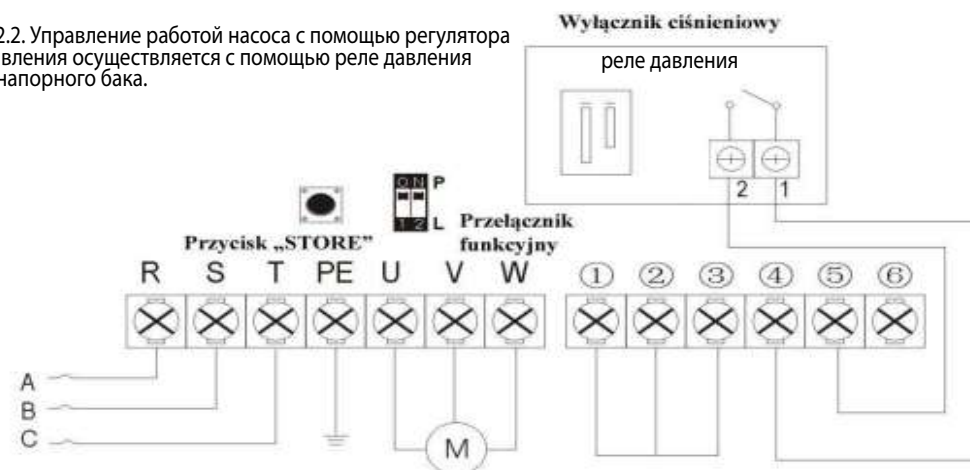 2.2. Управление работой насоса с помощью регулятора
вления осуществляется с помощью реле давления
напорного бака.
Wyłącznik ciśnieniowy
реле давления
2 1
ON P
1 2 L
Przełącznik
funkcyjny
Przycisk „STORE”
R S T PE U V W ① ② ③ ④ ⑤ ⑥
A
B
C
M